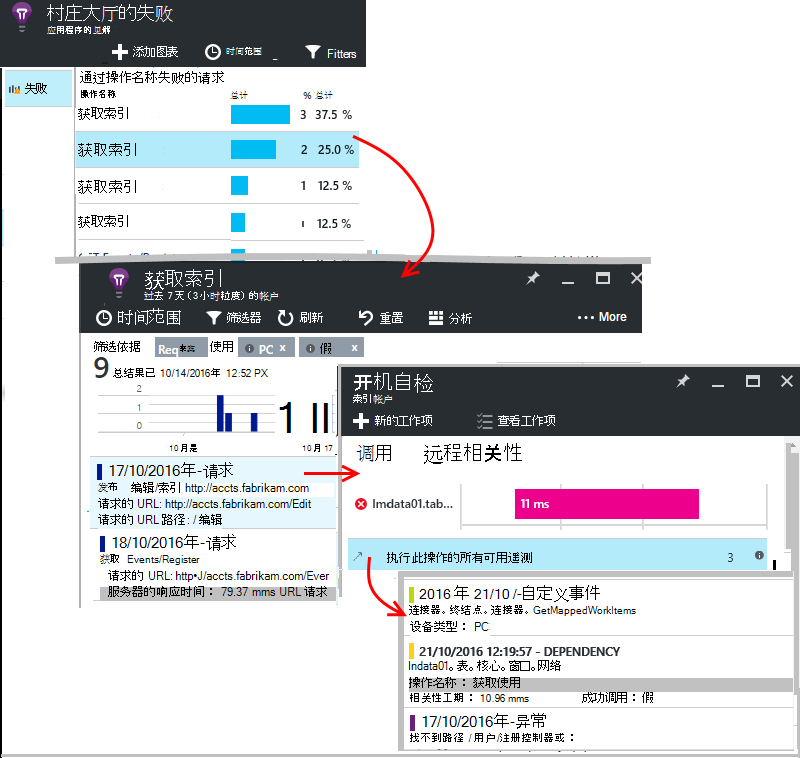 村庄大厅的失败
应用程序的见解
添加图表 时间范围 Fitters
失败
通过操作名称失败的请求
操作名称 总计 % 总计
获取索引 3 37.5 %
获取索引 2 25.0 %
获取索引 1 12.5 %
获取索引 1 12.5 %
获取索引
过去 7 天 (3 小时粒度) 的帐户
时间范围 筛选器 刷新 重置 分析 ••• More
筛选依据 Req 使用 PC x 假 x
9 总结果已 10/14/2016年 12:52 PX
2
1
0
10 月是 10 月 17
17/10/2016年-请求
发布 编辑/索引 http://accts.fabrikam.com
请求的 URL: http://accts.fabrikam.com/Edit
请求的 URL 路径: / 编辑
18/10/2016年-请求
获取 Events/Register
请求的 URL: http•J/accts.fabrikam.com/Ever
服务器的响应时间： 79.37 mms URL 请求
开机自检
索引帐户
新的工作项 查看工作项
调用 远程相关性
lmdata01.tab... 11 ms
执行此操作的所有可用遥测 3
2016 年 21/10 /-自定义事件
连接器。终结点。连接器。GetMappedWorkItems
设备类型： PC
21/10/2016 12:19:57 - DEPENDENCY
lndata01。表。核心。窗口。网络
操作名称： 获取使用
相关性工期： 10.96 mms 成功调用：假
17/10/2016年-异常
找不到路径 / 用户/注册控制器或：